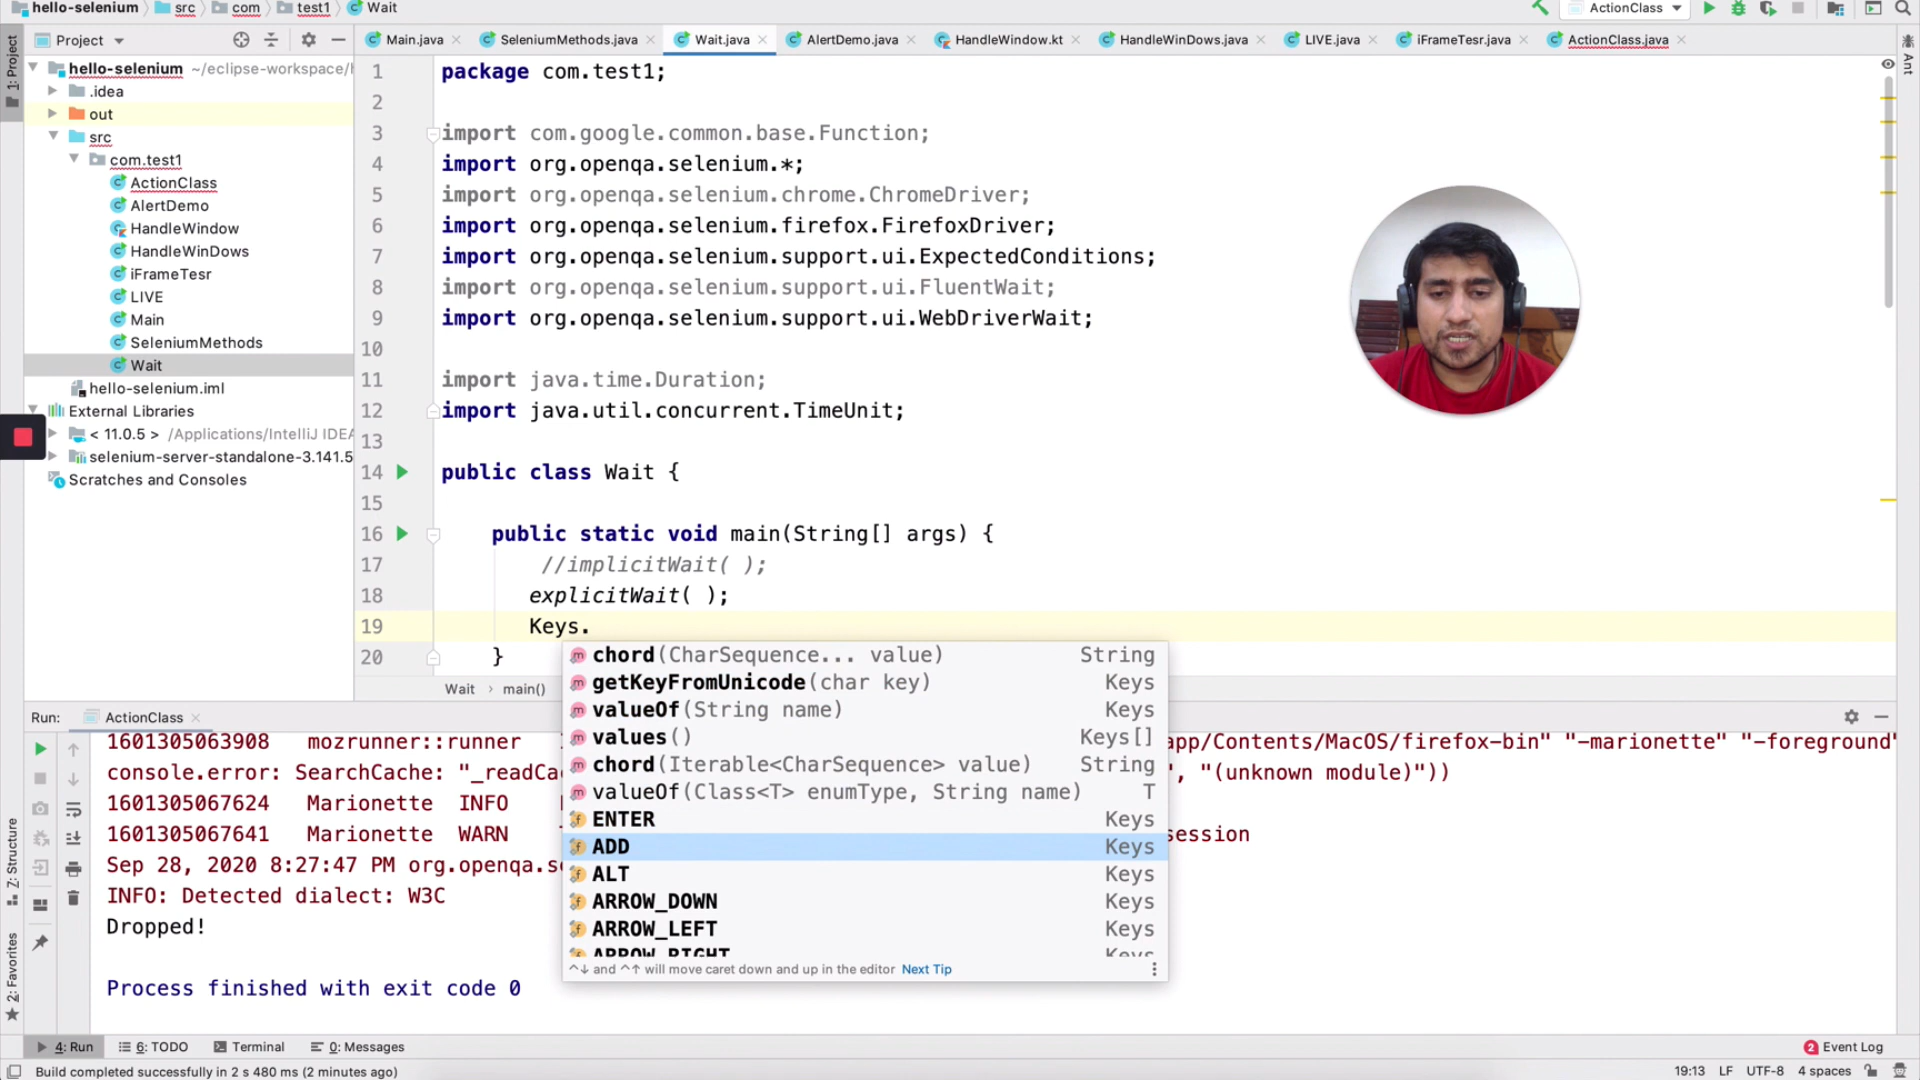 hello-selenium > src > com > test1 > Wait
ActionClass
Project
Main.java
SeleniumMethods.java
Wait.java
AlertDemo.java
HandleWindow.kt
HandleWinDows.java
LIVE.java
iFrameTesr.java
ActionClass.java
1: Project
Ant
hello-selenium ~/eclipse-workspace/
.idea
out
src
com.test1
ActionClass
AlertDemo
HandleWindow
HandleWinDows
iFrameTesr
LIVE
Main
SeleniumMethods
Wait
hello-selenium.iml
External Libraries
< 11.0.5 > /Applications/IntelliJ IDEA
selenium-server-standalone-3.141.5
Scratches and Consoles
1 package com.test1;
2
3 import com.google.common.base.Function;
4 import org.openqa.selenium.*;
5 import org.openqa.selenium.chrome.ChromeDriver;
6 import org.openqa.selenium.firefox.FirefoxDriver;
7 import org.openqa.selenium.support.ui.ExpectedConditions;
8 import org.openqa.selenium.support.ui.FluentWait;
9 import org.openqa.selenium.support.ui.WebDriverWait;
10
11 import java.time.Duration;
12 import java.util.concurrent.TimeUnit;
13
14 public class Wait {
15
16 public static void main(String[] args) {
17 //implicitWait( );
18 explicitWait( );
19 Keys.
20 }
chord(CharSequence... value) String
getKeyFromUnicode(char key) Keys
valueOf(String name) Keys
values() Keys[]
chord(Iterable<CharSequence> value) String
valueOf(Class<T> enumType, String name) T
ENTER Keys
ADD Keys
ALT Keys
ARROW_DOWN Keys
ARROW_LEFT Keys
ARROW_RIGHT Keys
^↓ and ^↑ will move caret down and up in the editor Next Tip
Wait > main()
Run: ActionClass
1601305063908 mozrunner::runner app/Contents/MacOS/firefox-bin" "-marionette" "-foreground"
console.error: SearchCache: "_readCa ", "(unknown module)"))
1601305067624 Marionette INFO
1601305067641 Marionette WARN session
Sep 28, 2020 8:27:47 PM org.openqa.s
INFO: Detected dialect: W3C
Dropped!
Process finished with exit code 0
Z: Structure
2: Favorites
4: Run
6: TODO
Terminal
0: Messages
2 Event Log
Build completed successfully in 2 s 480 ms (2 minutes ago)
19:13 LF UTF-8 4 spaces